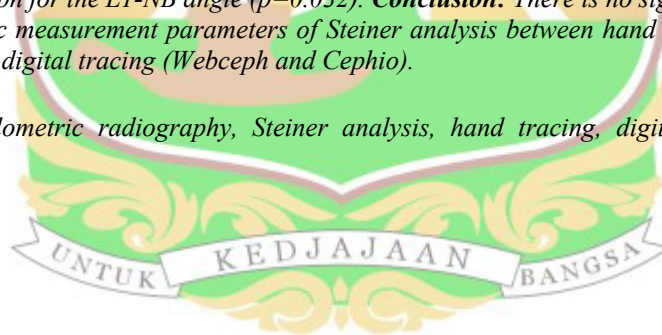 on for the L1-NB angle (p=0.052). Conclusion: There is no sig
c measurement parameters of Steiner analysis between hand
digital tracing (Webceph and Cephio).
lometric radiography, Steiner analysis, hand tracing, digit
UNTUK KEDJAJAAN BANGSA